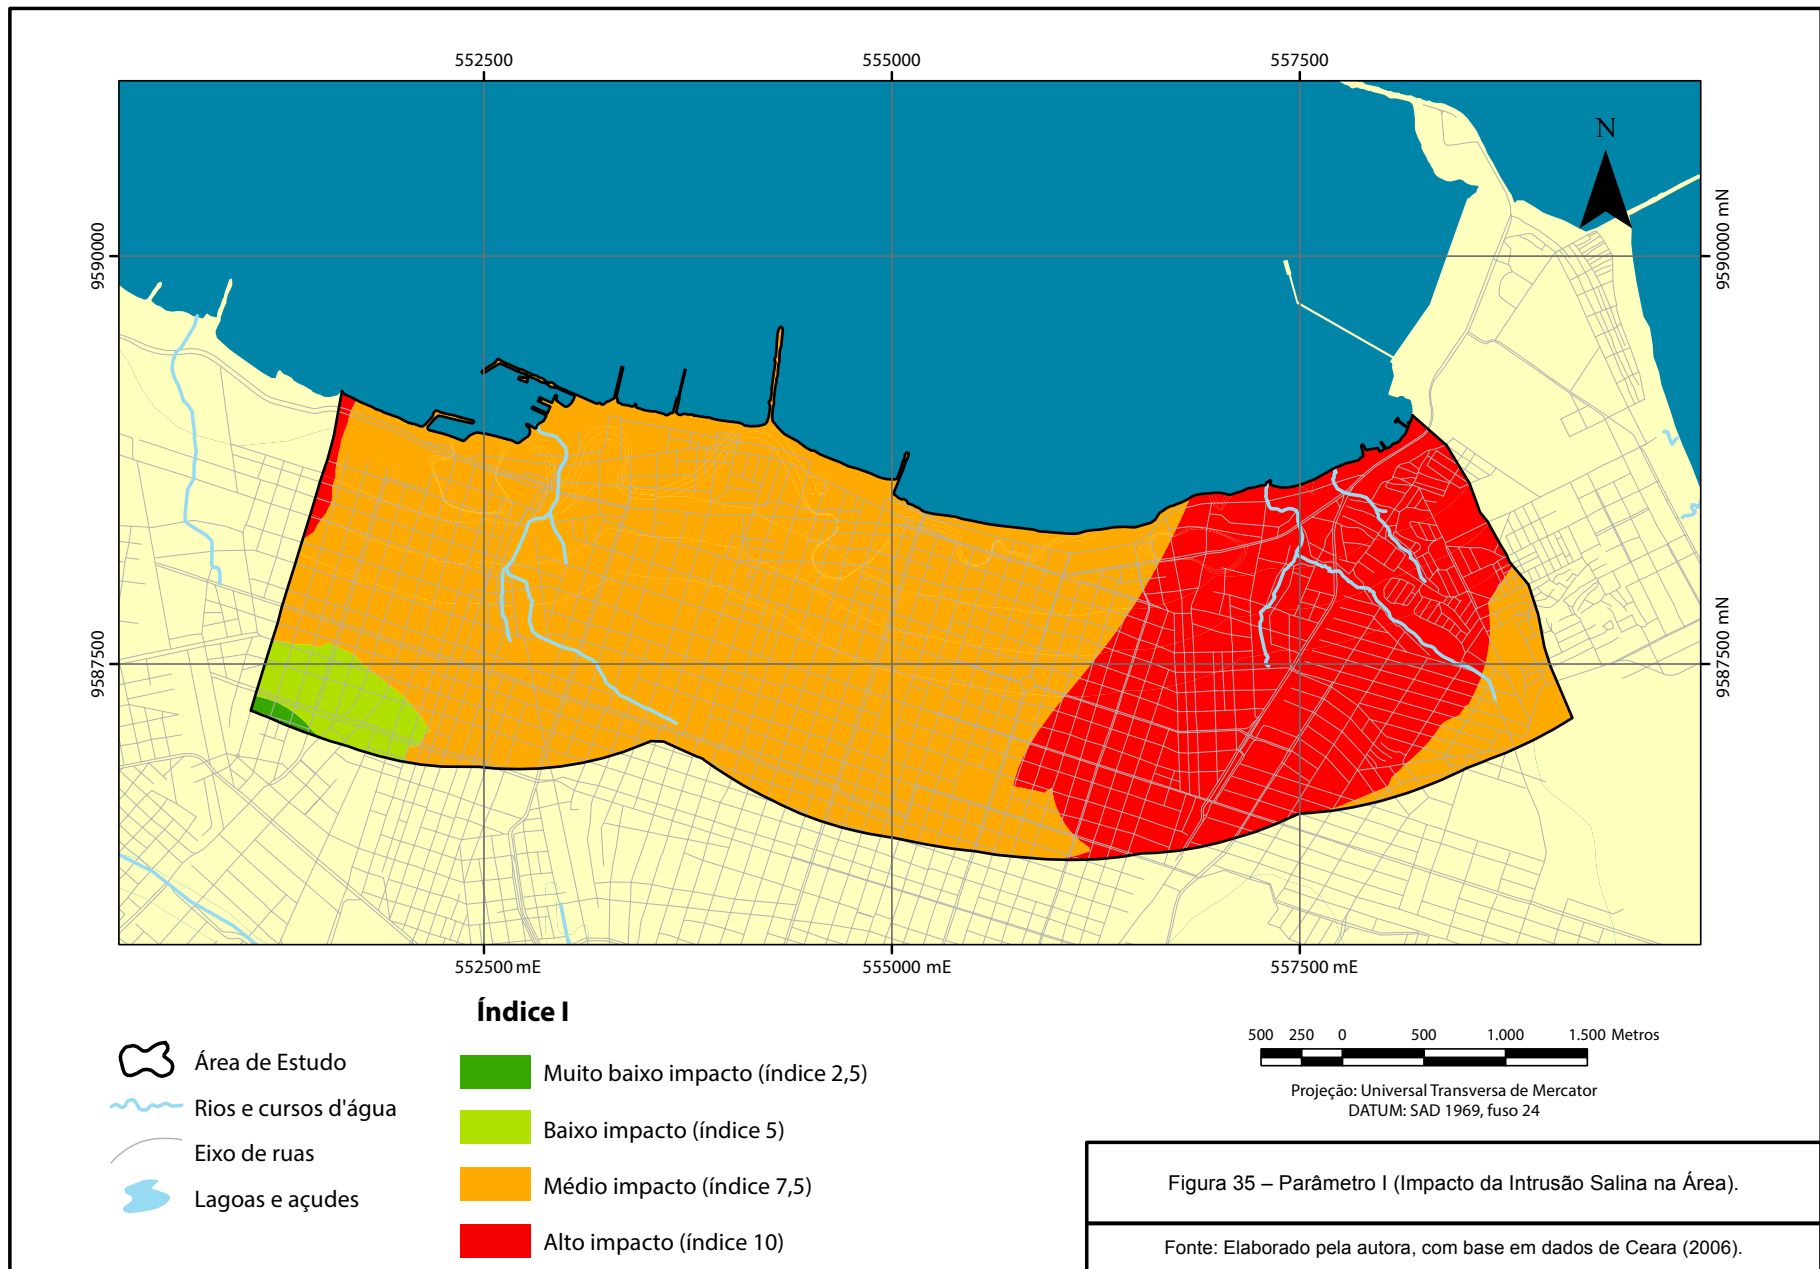 552500
555000
557500
N
9590000
9590000 mN
9587500
9587500 mN
552500 mE
555000 mE
557500 mE
Índice I
Área de Estudo
Rios e cursos d'água
Eixo de ruas
Lagoas e açudes
Muito baixo impacto (índice 2,5)
Baixo impacto (índice 5)
Médio impacto (índice 7,5)
Alto impacto (índice 10)
500 250 0 500 1.000 1.500 Metros
Projeção: Universal Transversa de Mercator
DATUM: SAD 1969, fuso 24
Figura 35 – Parâmetro I (Impacto da Intrusão Salina na Área).
Fonte: Elaborado pela autora, com base em dados de Ceara (2006).